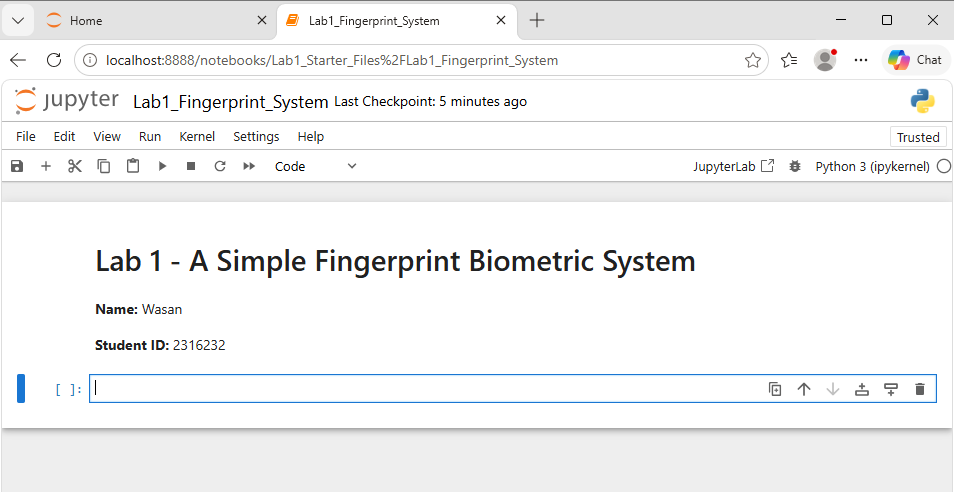 Home
Lab1_Fingerprint_System
localhost:8888/notebooks/Lab1_Starter_Files%2FLab1_Fingerprint_System
Chat
jupyter Lab1_Fingerprint_System Last Checkpoint: 5 minutes ago
File Edit View Run Kernel Settings Help
Trusted
Code
JupyterLab
Python 3 (ipykernel)
Lab 1 - A Simple Fingerprint Biometric System
Name: Wasan
Student ID: 2316232
[ ]: